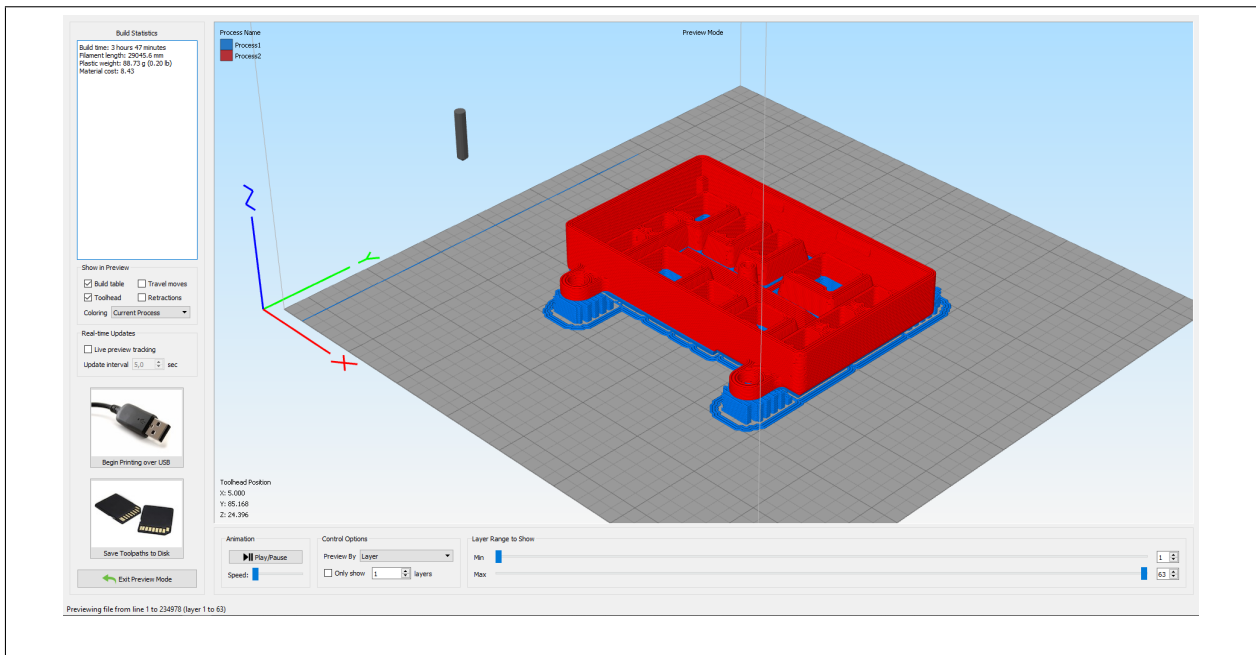 Build Statistics
Build time: 3 hours 47 minutes
Filament length: 29045.6 mm
Plastic weight: 88.73 g (0.20 lb)
Material cost: 8.43
Show in Preview
Build table
Travel moves
Toolhead
Retractions
Coloring Current Process
Real-time Updates
Live preview tracking
Update interval 5,0 sec
Begin Printing over USB
Save Toolpaths to Disk
Exit Preview Mode
Process Name
Process1
Process2
Preview Mode
Z
Y
X
Toolhead Position
X: 5.000
Y: 85.168
Z: 24.396
Animation
Play/Pause
Speed:
Control Options
Preview By Layer
Only show 1 layers
Layer Range to Show
Min 1
Max 63
Previewing file from line 1 to 234978 (layer 1 to 63)